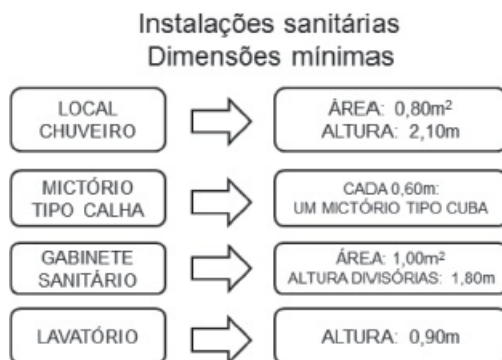 Instalações sanitárias
Dimensões mínimas
LOCAL
CHUVEIRO
ÁREA: 0,80m²
ALTURA: 2,10m
MICTÓRIO
TIPO CALHA
CADA 0,60m:
UM MICTÓRIO TIPO CUBA
GABINETE
SANITÁRIO
ÁREA: 1,00m²
ALTURA DIVISÓRIAS: 1,80m
LAVATÓRIO
ALTURA: 0,90m